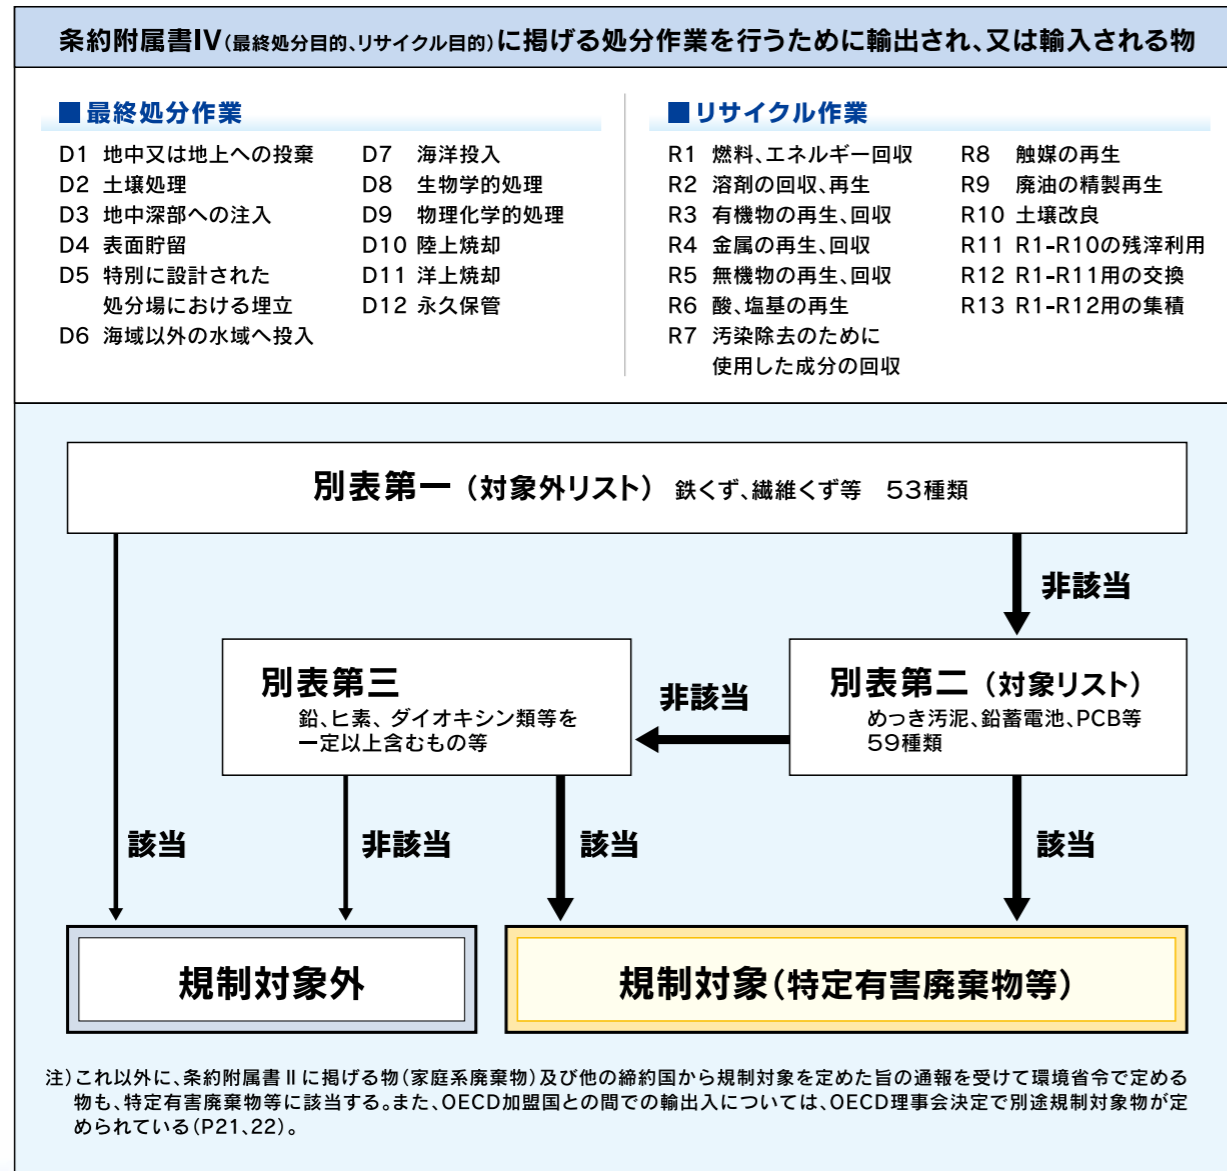 条約附属書Ⅳ(最終処分目的、リサイクル目的)に掲げる処分作業を行うために輸出され、又は輸入される物
■最終処分作業
D1 地中又は地上への投棄
D2 土壌処理
D3 地中深部への注入
D4 表面貯留
D5 特別に設計された
処分場における埋立
D6 海域以外の水域へ投入
D7 海洋投入
D8 生物学的処理
D9 物理化学的処理
D10 陸上焼却
D11 洋上焼却
D12 永久保管
■リサイクル作業
R1 燃料、エネルギー回収
R2 溶剤の回収、再生
R3 有機物の再生、回収
R4 金属の再生、回収
R5 無機物の再生、回収
R6 酸、塩基の再生
R7 汚染除去のために
使用した成分の回収
R8 触媒の再生
R9 廃油の精製再生
R10 土壌改良
R11 R1-R10の残滓利用
R12 R1-R11用の交換
R13 R1-R12用の集積
別表第一(対象外リスト) 鉄くず、繊維くず等 53種類
非該当
別表第三
鉛、ヒ素、ダイオキシン類等を
一定以上含むもの等
非該当
別表第二(対象リスト)
めっき汚泥、鉛蓄電池、PCB等
59種類
該当
非該当
該当
該当
規制対象外
規制対象(特定有害廃棄物等)
注)これ以外に、条約附属書Ⅱに掲げる物(家庭系廃棄物)及び他の締約国から規制対象を定めた旨の通報を受けて環境省令で定める
物も、特定有害廃棄物等に該当する。また、OECD加盟国との間での輸出入については、OECD理事会決定で別途規制対象物が定
められている(P21、22)。